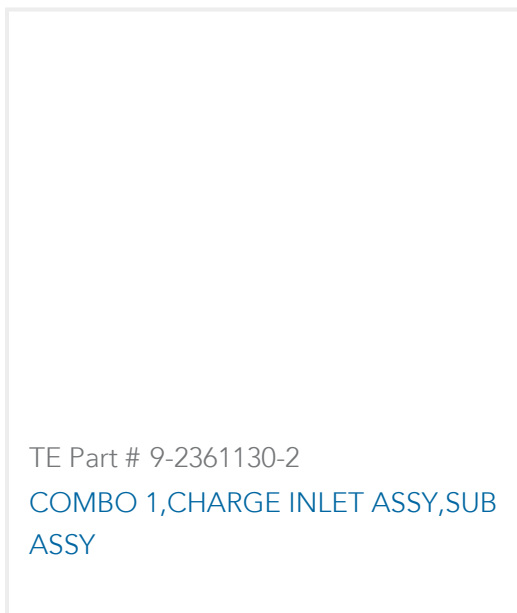 TE Part # 9-2361130-2
COMBO 1,CHARGE INLET ASSY,SUB
ASSY